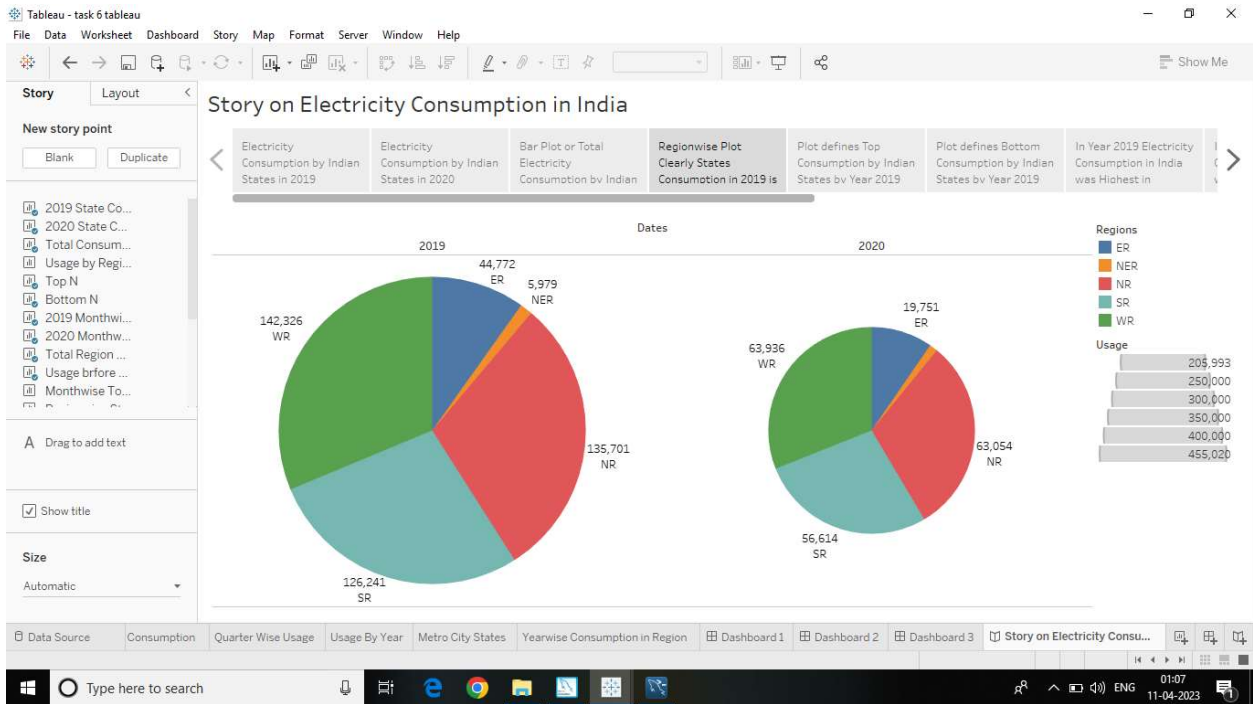 Tableau - task 6 tableau
File Data Worksheet Dashboard Story Map Format Server Window Help
Show Me
Story Layout
New story point
Blank Duplicate
2019 State Co...
2020 State C...
Total Consum...
Usage by Regi...
Top N
Bottom N
2019 Monthwi...
2020 Monthw...
Total Region ...
Usage brfore ...
Monthwise To...
A Drag to add text
Show title
Size
Automatic
Story on Electricity Consumption in India
Electricity
Consumption by Indian
States in 2019
Electricity
Consumption by Indian
States in 2020
Bar Plot or Total
Electricity
Consumption by Indian
Regionwise Plot
Clearly States
Consumption in 2019 is
Plot defines Top
Consumption by Indian
States by Year 2019
Plot defines Bottom
Consumption by Indian
States by Year 2019
In Year 2019 Electricity
Consumption in India
was Highest in
Dates
2019
2020
44,772
ER
5,979
NER
142,326
WR
135,701
NR
126,241
SR
19,751
ER
63,936
WR
63,054
NR
56,614
SR
Regions
ER
NER
NR
SR
WR
Usage
205,993
250,000
300,000
350,000
400,000
455,020
Data Source Consumption Quarter Wise Usage Usage By Year Metro City States Yearwise Consumption in Region Dashboard 1 Dashboard 2 Dashboard 3 Story on Electricity Consu...
Type here to search
ENG
01:07
11-04-2023
1